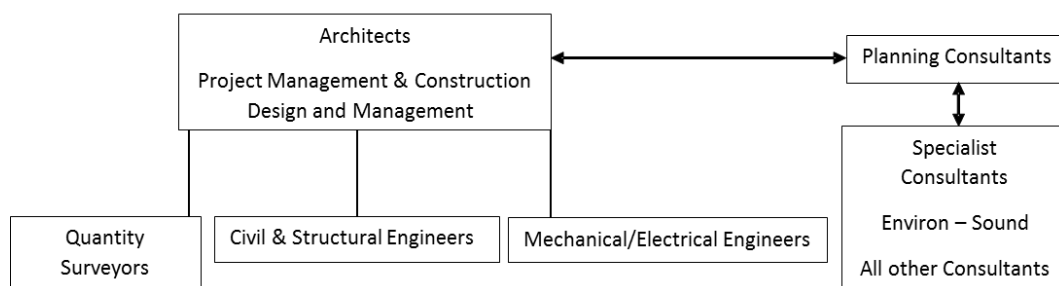 Architects
Project Management & Construction
Design and Management
Planning Consultants
Specialist
Consultants
Environ – Sound
All other Consultants
Quantity
Surveyors
Civil & Structural Engineers
Mechanical/Electrical Engineers